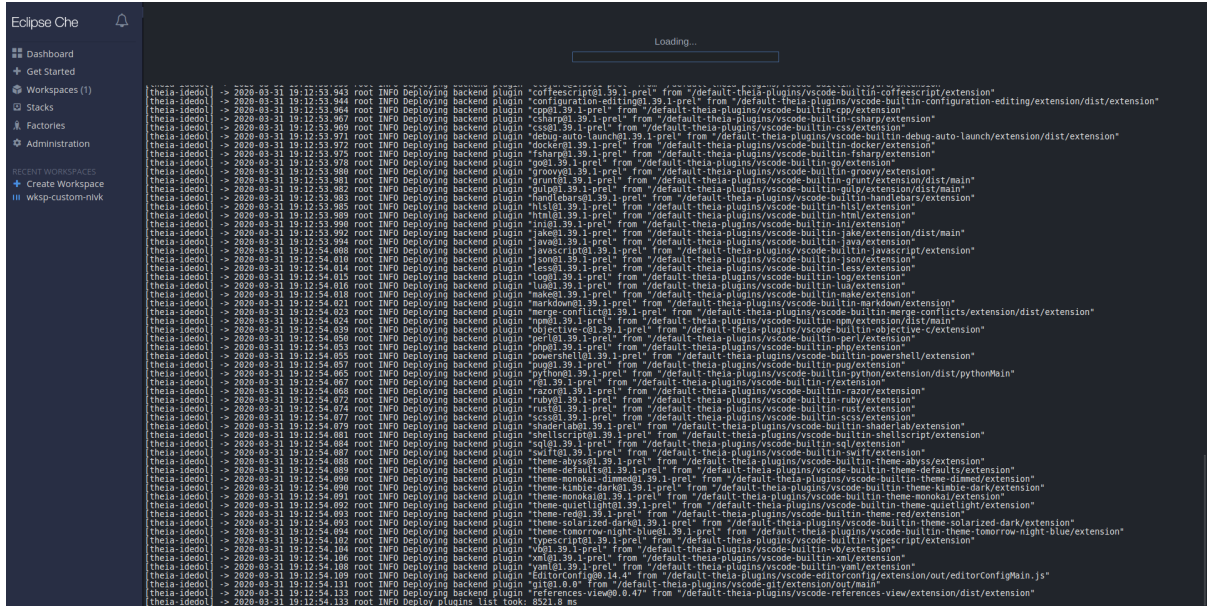 Eclipse Che
Dashboard
Get Started
Workspaces (1)
Stacks
Factories
Administration
RECENT WORKSPACES
Create Workspace
wksp-custom-nivk
Loading...
[theia-idedol] -> 2020-03-31 19:12:53.943 root INFO Deploying backend plugin "coffeescript@1.39.1-prel" from "/default-theia-plugins/vscode-builtin-coffeescript/extension"
[theia-idedol] -> 2020-03-31 19:12:53.944 root INFO Deploying backend plugin "configuration-editing@1.39.1-prel" from "/default-theia-plugins/vscode-builtin-configuration-editing/extension/dist/extension"
[theia-idedol] -> 2020-03-31 19:12:53.964 root INFO Deploying backend plugin "cpp@1.39.1-prel" from "/default-theia-plugins/vscode-builtin-cpp/extension"
[theia-idedol] -> 2020-03-31 19:12:53.967 root INFO Deploying backend plugin "csharp@1.39.1-prel" from "/default-theia-plugins/vscode-builtin-csharp/extension"
[theia-idedol] -> 2020-03-31 19:12:53.969 root INFO Deploying backend plugin "css@1.39.1-prel" from "/default-theia-plugins/vscode-builtin-css/extension"
[theia-idedol] -> 2020-03-31 19:12:53.971 root INFO Deploying backend plugin "debug-auto-launch@1.39.1-prel" from "/default-theia-plugins/vscode-builtin-debug-auto-launch/extension/dist/extension"
[theia-idedol] -> 2020-03-31 19:12:53.972 root INFO Deploying backend plugin "docker@1.39.1-prel" from "/default-theia-plugins/vscode-builtin-docker/extension"
[theia-idedol] -> 2020-03-31 19:12:53.975 root INFO Deploying backend plugin "fsharp@1.39.1-prel" from "/default-theia-plugins/vscode-builtin-fsharp/extension"
[theia-idedol] -> 2020-03-31 19:12:53.978 root INFO Deploying backend plugin "go@1.39.1-prel" from "/default-theia-plugins/vscode-builtin-go/extension"
[theia-idedol] -> 2020-03-31 19:12:53.980 root INFO Deploying backend plugin "groovy@1.39.1-prel" from "/default-theia-plugins/vscode-builtin-groovy/extension"
[theia-idedol] -> 2020-03-31 19:12:53.981 root INFO Deploying backend plugin "grunt@1.39.1-prel" from "/default-theia-plugins/vscode-builtin-grunt/extension/dist/main"
[theia-idedol] -> 2020-03-31 19:12:53.982 root INFO Deploying backend plugin "gulp@1.39.1-prel" from "/default-theia-plugins/vscode-builtin-gulp/extension/dist/main"
[theia-idedol] -> 2020-03-31 19:12:53.983 root INFO Deploying backend plugin "handlebars@1.39.1-prel" from "/default-theia-plugins/vscode-builtin-handlebars/extension"
[theia-idedol] -> 2020-03-31 19:12:53.985 root INFO Deploying backend plugin "hlsl@1.39.1-prel" from "/default-theia-plugins/vscode-builtin-hlsl/extension"
[theia-idedol] -> 2020-03-31 19:12:53.989 root INFO Deploying backend plugin "html@1.39.1-prel" from "/default-theia-plugins/vscode-builtin-html/extension"
[theia-idedol] -> 2020-03-31 19:12:53.990 root INFO Deploying backend plugin "ini@1.39.1-prel" from "/default-theia-plugins/vscode-builtin-ini/extension"
[theia-idedol] -> 2020-03-31 19:12:53.992 root INFO Deploying backend plugin "jake@1.39.1-prel" from "/default-theia-plugins/vscode-builtin-jake/extension/dist/main"
[theia-idedol] -> 2020-03-31 19:12:53.994 root INFO Deploying backend plugin "java@1.39.1-prel" from "/default-theia-plugins/vscode-builtin-java/extension"
[theia-idedol] -> 2020-03-31 19:12:54.008 root INFO Deploying backend plugin "javascript@1.39.1-prel" from "/default-theia-plugins/vscode-builtin-javascript/extension"
[theia-idedol] -> 2020-03-31 19:12:54.010 root INFO Deploying backend plugin "json@1.39.1-prel" from "/default-theia-plugins/vscode-builtin-json/extension"
[theia-idedol] -> 2020-03-31 19:12:54.014 root INFO Deploying backend plugin "less@1.39.1-prel" from "/default-theia-plugins/vscode-builtin-less/extension"
[theia-idedol] -> 2020-03-31 19:12:54.015 root INFO Deploying backend plugin "log@1.39.1-prel" from "/default-theia-plugins/vscode-builtin-log/extension"
[theia-idedol] -> 2020-03-31 19:12:54.016 root INFO Deploying backend plugin "lua@1.39.1-prel" from "/default-theia-plugins/vscode-builtin-lua/extension"
[theia-idedol] -> 2020-03-31 19:12:54.018 root INFO Deploying backend plugin "make@1.39.1-prel" from "/default-theia-plugins/vscode-builtin-make/extension"
[theia-idedol] -> 2020-03-31 19:12:54.021 root INFO Deploying backend plugin "markdown@1.39.1-prel" from "/default-theia-plugins/vscode-builtin-markdown/extension"
[theia-idedol] -> 2020-03-31 19:12:54.023 root INFO Deploying backend plugin "merge-conflict@1.39.1-prel" from "/default-theia-plugins/vscode-builtin-merge-conflicts/extension/dist/extension"
[theia-idedol] -> 2020-03-31 19:12:54.024 root INFO Deploying backend plugin "npm@1.39.1-prel" from "/default-theia-plugins/vscode-builtin-npm/extension/dist/main"
[theia-idedol] -> 2020-03-31 19:12:54.039 root INFO Deploying backend plugin "objective-c@1.39.1-prel" from "/default-theia-plugins/vscode-builtin-objective-c/extension"
[theia-idedol] -> 2020-03-31 19:12:54.050 root INFO Deploying backend plugin "perl@1.39.1-prel" from "/default-theia-plugins/vscode-builtin-perl/extension"
[theia-idedol] -> 2020-03-31 19:12:54.053 root INFO Deploying backend plugin "php@1.39.1-prel" from "/default-theia-plugins/vscode-builtin-php/extension"
[theia-idedol] -> 2020-03-31 19:12:54.055 root INFO Deploying backend plugin "powershell@1.39.1-prel" from "/default-theia-plugins/vscode-builtin-powershell/extension"
[theia-idedol] -> 2020-03-31 19:12:54.057 root INFO Deploying backend plugin "pug@1.39.1-prel" from "/default-theia-plugins/vscode-builtin-pug/extension"
[theia-idedol] -> 2020-03-31 19:12:54.065 root INFO Deploying backend plugin "python@1.39.1-prel" from "/default-theia-plugins/vscode-builtin-python/extension/dist/pythonMain"
[theia-idedol] -> 2020-03-31 19:12:54.067 root INFO Deploying backend plugin "r@1.39.1-prel" from "/default-theia-plugins/vscode-builtin-r/extension"
[theia-idedol] -> 2020-03-31 19:12:54.068 root INFO Deploying backend plugin "razor@1.39.1-prel" from "/default-theia-plugins/vscode-builtin-razor/extension"
[theia-idedol] -> 2020-03-31 19:12:54.072 root INFO Deploying backend plugin "ruby@1.39.1-prel" from "/default-theia-plugins/vscode-builtin-ruby/extension"
[theia-idedol] -> 2020-03-31 19:12:54.074 root INFO Deploying backend plugin "rust@1.39.1-prel" from "/default-theia-plugins/vscode-builtin-rust/extension"
[theia-idedol] -> 2020-03-31 19:12:54.077 root INFO Deploying backend plugin "scss@1.39.1-prel" from "/default-theia-plugins/vscode-builtin-scss/extension"
[theia-idedol] -> 2020-03-31 19:12:54.079 root INFO Deploying backend plugin "shaderlab@1.39.1-prel" from "/default-theia-plugins/vscode-builtin-shaderlab/extension"
[theia-idedol] -> 2020-03-31 19:12:54.081 root INFO Deploying backend plugin "shellscript@1.39.1-prel" from "/default-theia-plugins/vscode-builtin-shellscript/extension"
[theia-idedol] -> 2020-03-31 19:12:54.084 root INFO Deploying backend plugin "sql@1.39.1-prel" from "/default-theia-plugins/vscode-builtin-sql/extension"
[theia-idedol] -> 2020-03-31 19:12:54.087 root INFO Deploying backend plugin "swift@1.39.1-prel" from "/default-theia-plugins/vscode-builtin-swift/extension"
[theia-idedol] -> 2020-03-31 19:12:54.088 root INFO Deploying backend plugin "theme-abyss@1.39.1-prel" from "/default-theia-plugins/vscode-builtin-theme-abyss/extension"
[theia-idedol] -> 2020-03-31 19:12:54.089 root INFO Deploying backend plugin "theme-defaults@1.39.1-prel" from "/default-theia-plugins/vscode-builtin-theme-defaults/extension"
[theia-idedol] -> 2020-03-31 19:12:54.090 root INFO Deploying backend plugin "theme-monokai-dimmed@1.39.1-prel" from "/default-theia-plugins/vscode-builtin-theme-dimmed/extension"
[theia-idedol] -> 2020-03-31 19:12:54.090 root INFO Deploying backend plugin "theme-kimbie-dark@1.39.1-prel" from "/default-theia-plugins/vscode-builtin-theme-kimbie-dark/extension"
[theia-idedol] -> 2020-03-31 19:12:54.091 root INFO Deploying backend plugin "theme-monokai@1.39.1-prel" from "/default-theia-plugins/vscode-builtin-theme-monokai/extension"
[theia-idedol] -> 2020-03-31 19:12:54.092 root INFO Deploying backend plugin "theme-quietlight@1.39.1-prel" from "/default-theia-plugins/vscode-builtin-theme-quietlight/extension"
[theia-idedol] -> 2020-03-31 19:12:54.093 root INFO Deploying backend plugin "theme-red@1.39.1-prel" from "/default-theia-plugins/vscode-builtin-theme-red/extension"
[theia-idedol] -> 2020-03-31 19:12:54.093 root INFO Deploying backend plugin "theme-solarized-dark@1.39.1-prel" from "/default-theia-plugins/vscode-builtin-theme-solarized-dark/extension"
[theia-idedol] -> 2020-03-31 19:12:54.094 root INFO Deploying backend plugin "theme-tomorrow-night-blue@1.39.1-prel" from "/default-theia-plugins/vscode-builtin-theme-tomorrow-night-blue/extension"
[theia-idedol] -> 2020-03-31 19:12:54.102 root INFO Deploying backend plugin "typescript@1.39.1-prel" from "/default-theia-plugins/vscode-builtin-typescript/extension"
[theia-idedol] -> 2020-03-31 19:12:54.104 root INFO Deploying backend plugin "vb@1.39.1-prel" from "/default-theia-plugins/vscode-builtin-vb/extension"
[theia-idedol] -> 2020-03-31 19:12:54.106 root INFO Deploying backend plugin "xml@1.39.1-prel" from "/default-theia-plugins/vscode-builtin-xml/extension"
[theia-idedol] -> 2020-03-31 19:12:54.108 root INFO Deploying backend plugin "yaml@1.39.1-prel" from "/default-theia-plugins/vscode-builtin-yaml/extension"
[theia-idedol] -> 2020-03-31 19:12:54.109 root INFO Deploying backend plugin "EditorConfig@0.14.4" from "/default-theia-plugins/vscode-editorconfig/extension/out/editorConfigMain.js"
[theia-idedol] -> 2020-03-31 19:12:54.131 root INFO Deploying backend plugin "git@1.0.0" from "/default-theia-plugins/vscode-git/extension/out/main"
[theia-idedol] -> 2020-03-31 19:12:54.133 root INFO Deploying backend plugin "references-view@0.0.47" from "/default-theia-plugins/vscode-references-view/extension/dist/extension"
[theia-idedol] -> 2020-03-31 19:12:54.133 root INFO Deploy plugins list took: 8521.8 ms